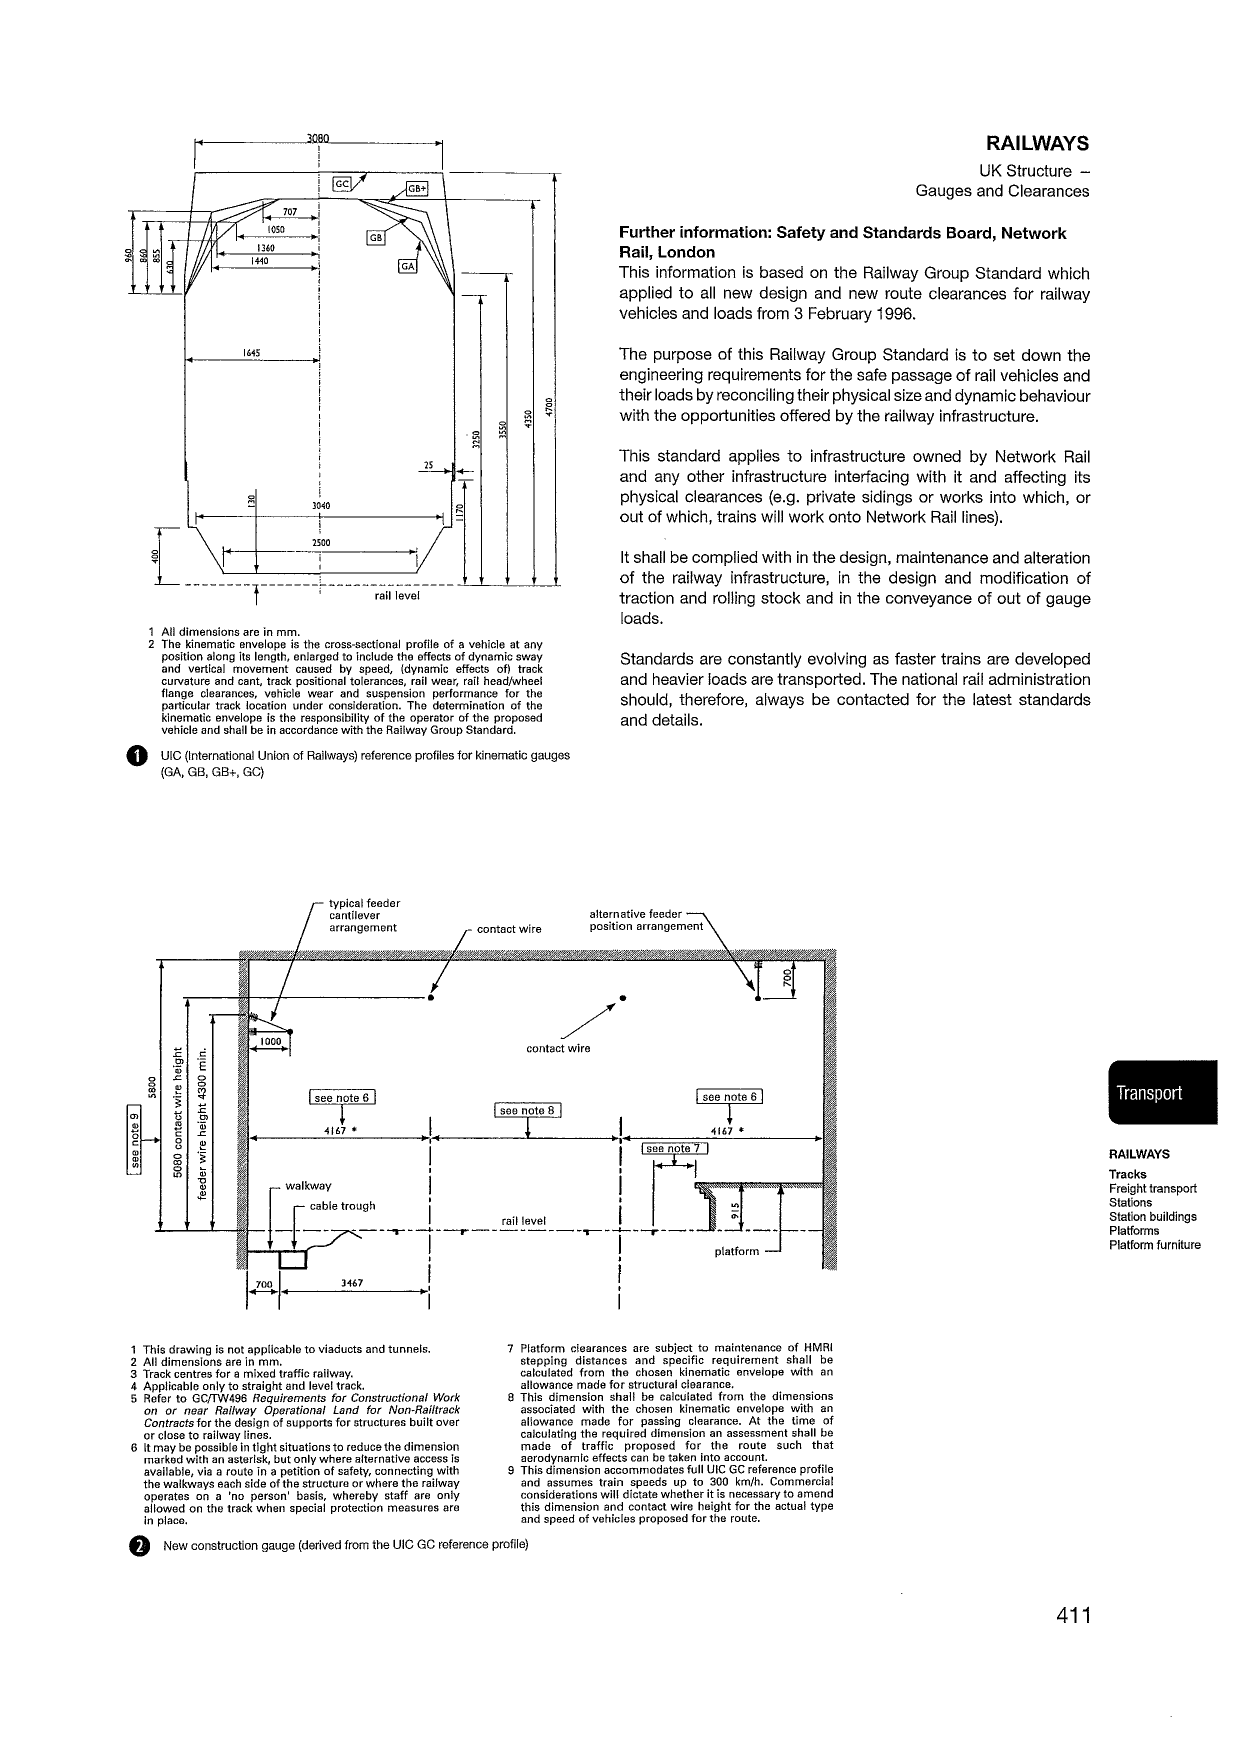 RAILWAYS
UK Structure –
Gauges and Clearances
3080
GC
GB+
GB
GA
707
1050
1360
1440
960
860
855
630
1645
3250
3550
4350
4700
25
130
3040
1170
2500
400
rail level
1 All dimensions are in mm.
2 The kinematic envelope is the cross-sectional profile of a vehicle at any
position along its length, enlarged to include the effects of dynamic sway
and vertical movement caused by speed, (dynamic effects of) track
curvature and cant, track positional tolerances, rail wear, rail head/wheel
flange clearances, vehicle wear and suspension performance for the
particular track location under consideration. The determination of the
kinematic envelope is the responsibility of the operator of the proposed
vehicle and shall be in accordance with the Railway Group Standard.
1 UIC (International Union of Railways) reference profiles for kinematic gauges
(GA, GB, GB+, GC)
Further information: Safety and Standards Board, Network
Rail, London
This information is based on the Railway Group Standard which
applied to all new design and new route clearances for railway
vehicles and loads from 3 February 1996.
The purpose of this Railway Group Standard is to set down the
engineering requirements for the safe passage of rail vehicles and
their loads by reconciling their physical size and dynamic behaviour
with the opportunities offered by the railway infrastructure.
This standard applies to infrastructure owned by Network Rail
and any other infrastructure interfacing with it and affecting its
physical clearances (e.g. private sidings or works into which, or
out of which, trains will work onto Network Rail lines).
It shall be complied with in the design, maintenance and alteration
of the railway infrastructure, in the design and modification of
traction and rolling stock and in the conveyance of out of gauge
loads.
Standards are constantly evolving as faster trains are developed
and heavier loads are transported. The national rail administration
should, therefore, always be contacted for the latest standards
and details.
typical feeder
cantilever
arrangement
contact wire
alternative feeder
position arrangement
700
1000
contact wire
see note 9
5800
5080 contact wire height
feeder wire height 4300 min.
see note 6
4167 *
see note 8
see note 6
4167 *
see note 7
walkway
cable trough
rail level
915
platform
700
3467
1 This drawing is not applicable to viaducts and tunnels.
2 All dimensions are in mm.
3 Track centres for a mixed traffic railway.
4 Applicable only to straight and level track.
5 Refer to GC/TW496 Requirements for Constructional Work
on or near Railway Operational Land for Non-Railtrack
Contracts for the design of supports for structures built over
or close to railway lines.
6 It may be possible in tight situations to reduce the dimension
marked with an asterisk, but only where alternative access is
available, via a route in a petition of safety, connecting with
the walkways each side of the structure or where the railway
operates on a 'no person' basis, whereby staff are only
allowed on the track when special protection measures are
in place.
7 Platform clearances are subject to maintenance of HMRI
stepping distances and specific requirement shall be
calculated from the chosen kinematic envelope with an
allowance made for structural clearance.
8 This dimension shall be calculated from the dimensions
associated with the chosen kinematic envelope with an
allowance made for passing clearance. At the time of
calculating the required dimension an assessment shall be
made of traffic proposed for the route such that
aerodynamic effects can be taken into account.
9 This dimension accommodates full UIC GC reference profile
and assumes train speeds up to 300 km/h. Commercial
considerations will dictate whether it is necessary to amend
this dimension and contact wire height for the actual type
and speed of vehicles proposed for the route.
2 New construction gauge (derived from the UIC GC reference profile)
Transport
RAILWAYS
Tracks
Freight transport
Stations
Station buildings
Platforms
Platform furniture
411